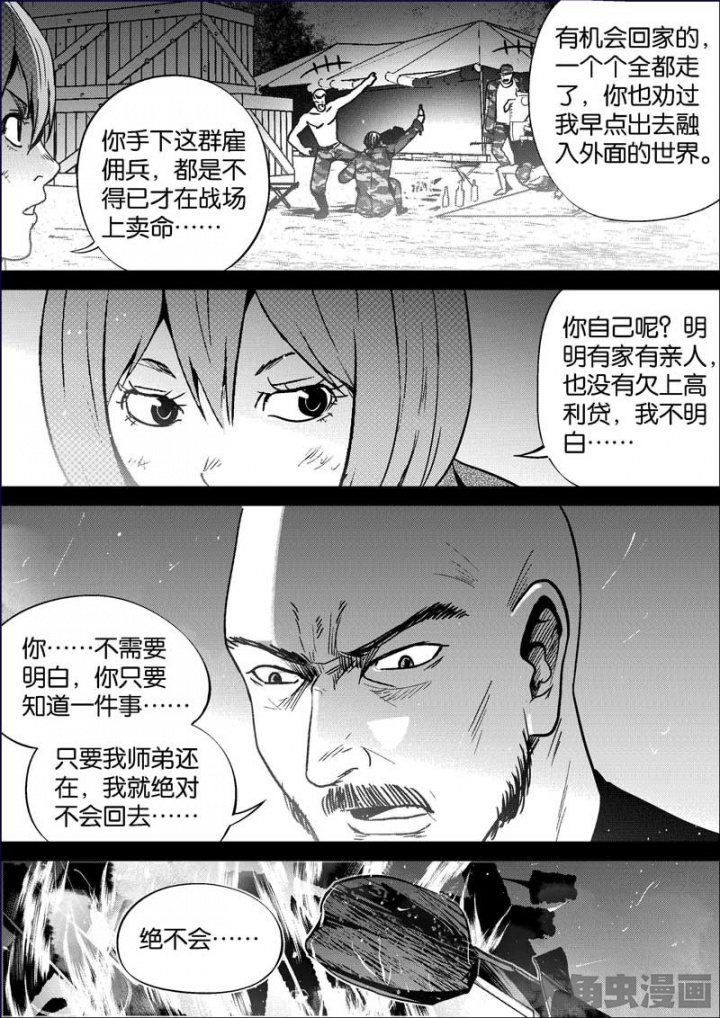 有机会回家的，
一个个全都走
了，你也劝过
我早点出去融
入外面的世界。
你手下这群雇
佣兵，都是不
得已才在战场
上卖命……
你自己呢？明
明有家有亲人，
也没有欠上高
利贷，我不明
白……
你……不需要
明白，你只要
知道一件事……
只要我师弟还
在，我就绝对
不会回去……
绝不会……
角虫漫画